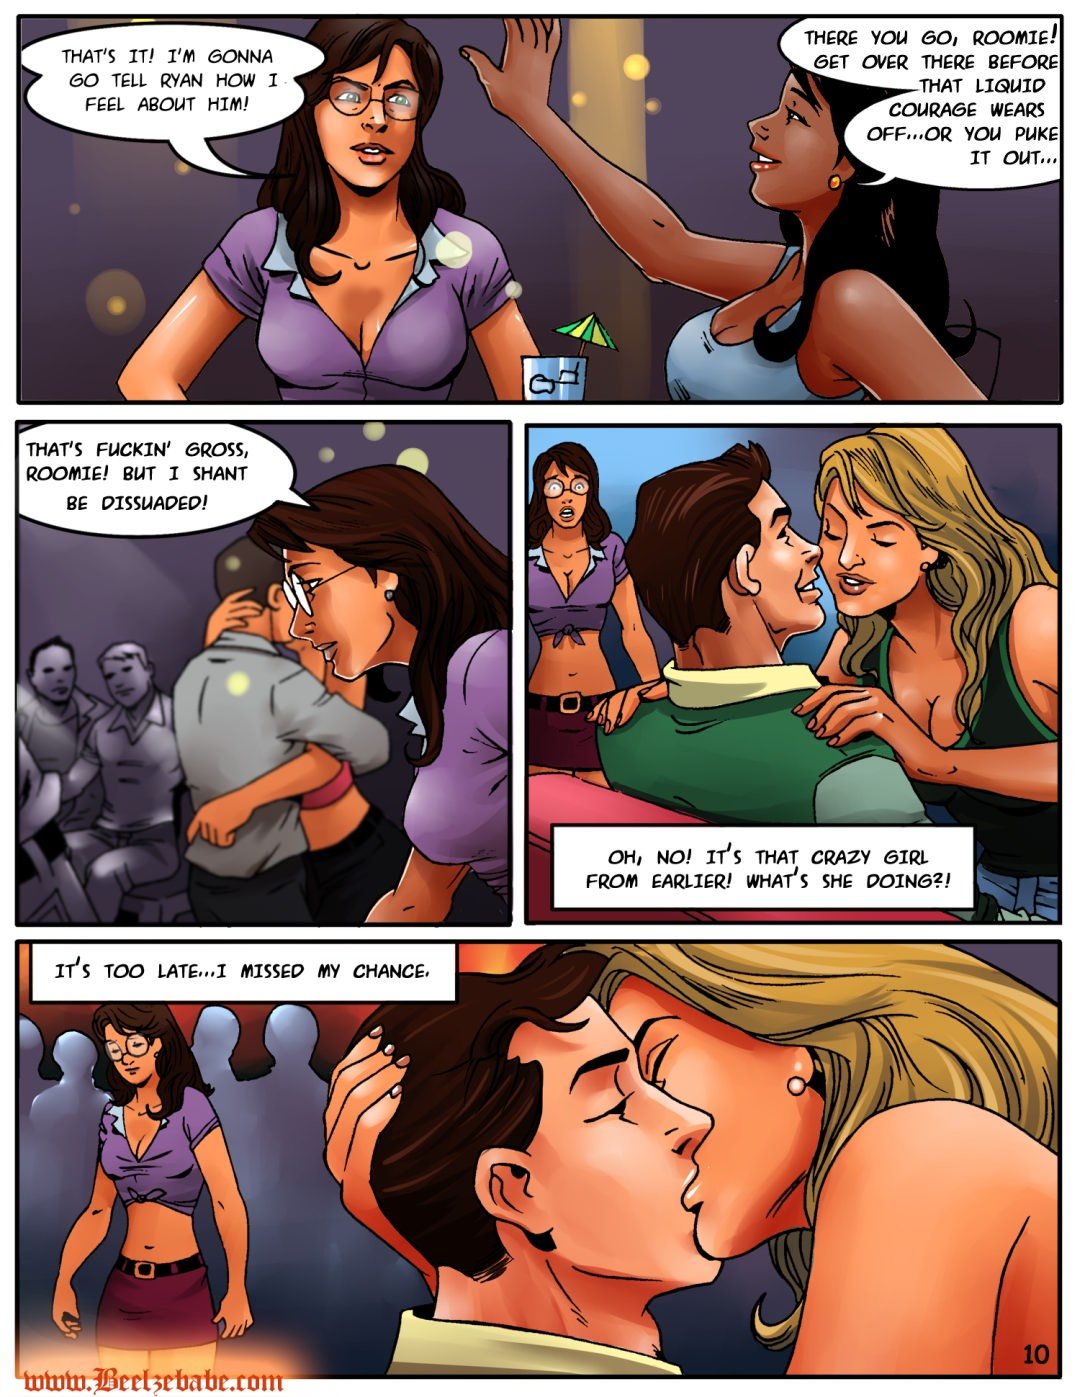 THAT'S IT! I'M GONNA
GO TELL RYAN HOW I
FEEL ABOUT HIM!
THERE YOU GO, ROOMIE!
GET OVER THERE BEFORE
THAT LIQUID
COURAGE WEARS
OFF...OR YOU PUKE
IT OUT...
THAT'S FUCKIN' GROSS,
ROOMIE! BUT I SHANT
BE DISSUADED!
OH, NO! IT'S THAT CRAZY GIRL
FROM EARLIER! WHAT'S SHE DOING?!
IT'S TOO LATE...I MISSED MY CHANCE.
www.Beelzebabe.com
10